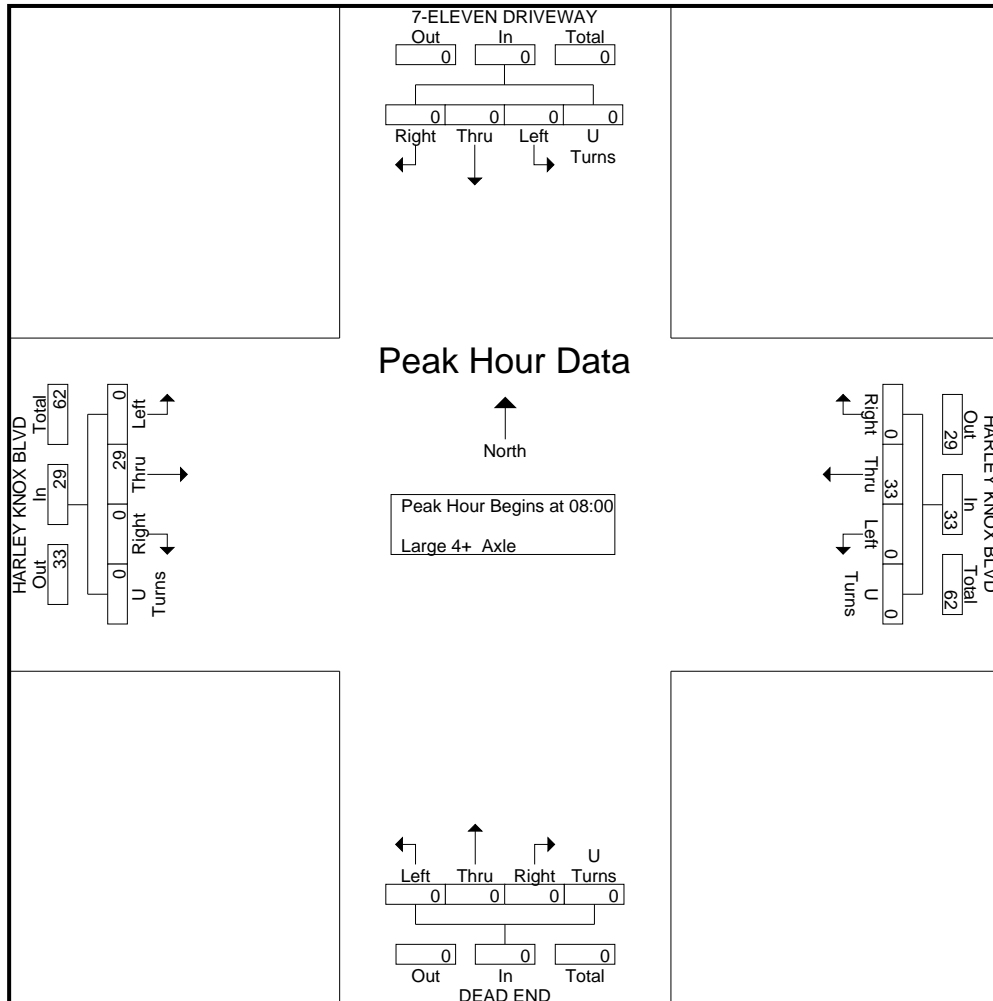 7-ELEVEN DRIVEWAY
Out In Total
0 0 0
0 0 0 0
Right Thru Left U Turns
Peak Hour Data
North
Peak Hour Begins at 08:00
Large 4+ Axle
HARLEY KNOX BLVD
Total In Out
62 29 33
0 29 0 0
Left Thru Right U Turns
HARLEY KNOX BLVD
Out In Total
29 33 62
0 33 0 0
Right Thru Left U Turns
Left Thru Right U Turns
0 0 0 0
0 0 0
Out In Total
DEAD END